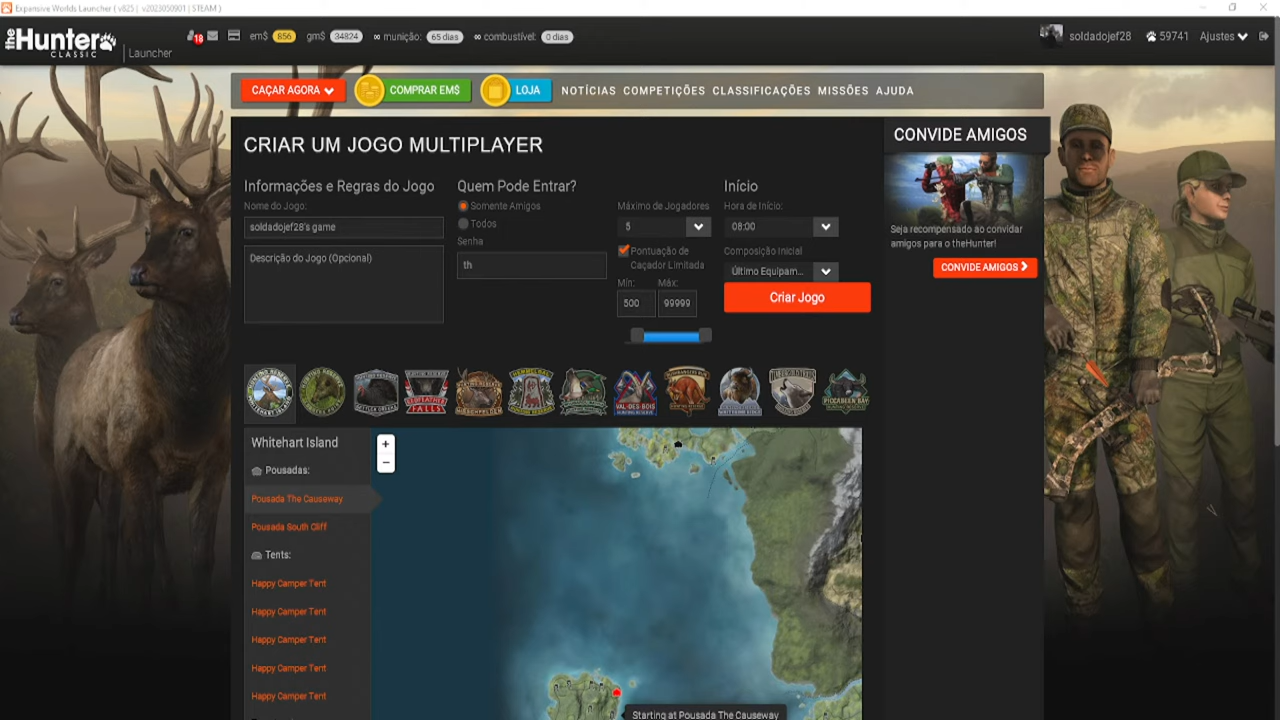 Expansive Worlds Launcher ( v825 | v2023050901 | STEAM )
theHunter CLASSIC
Launcher
18
em$ 856 gm$ 34824 ∞ munição: 65 dias ∞ combustível: 0 dias
soldadojef28 59741 Ajustes
CAÇAR AGORA COMPRAR EM$ LOJA NOTÍCIAS COMPETIÇÕES CLASSIFICAÇÕES MISSÕES AJUDA
CRIAR UM JOGO MULTIPLAYER
Informações e Regras do Jogo
Nome do Jogo:
soldadojef28's game
Descrição do Jogo (Opcional)
Quem Pode Entrar?
Somente Amigos
Todos
Senha
th
Máximo de Jogadores
5
Pontuação de
Caçador Limitada
Mín: Máx:
500 99999
Início
Hora de Início:
08:00
Composição Inicial
Último Equipam...
Criar Jogo
CONVIDE AMIGOS
Seja recompensado ao convidar
amigos para o theHunter!
CONVIDE AMIGOS
REDFEATHER FALLS
VAL-DES-BOIS
Whitehart Island
Pousadas:
Pousada The Causeway
Pousada South Cliff
Tents:
Happy Camper Tent
Happy Camper Tent
Happy Camper Tent
Happy Camper Tent
Happy Camper Tent
+
−
Starting at Pousada The Causeway